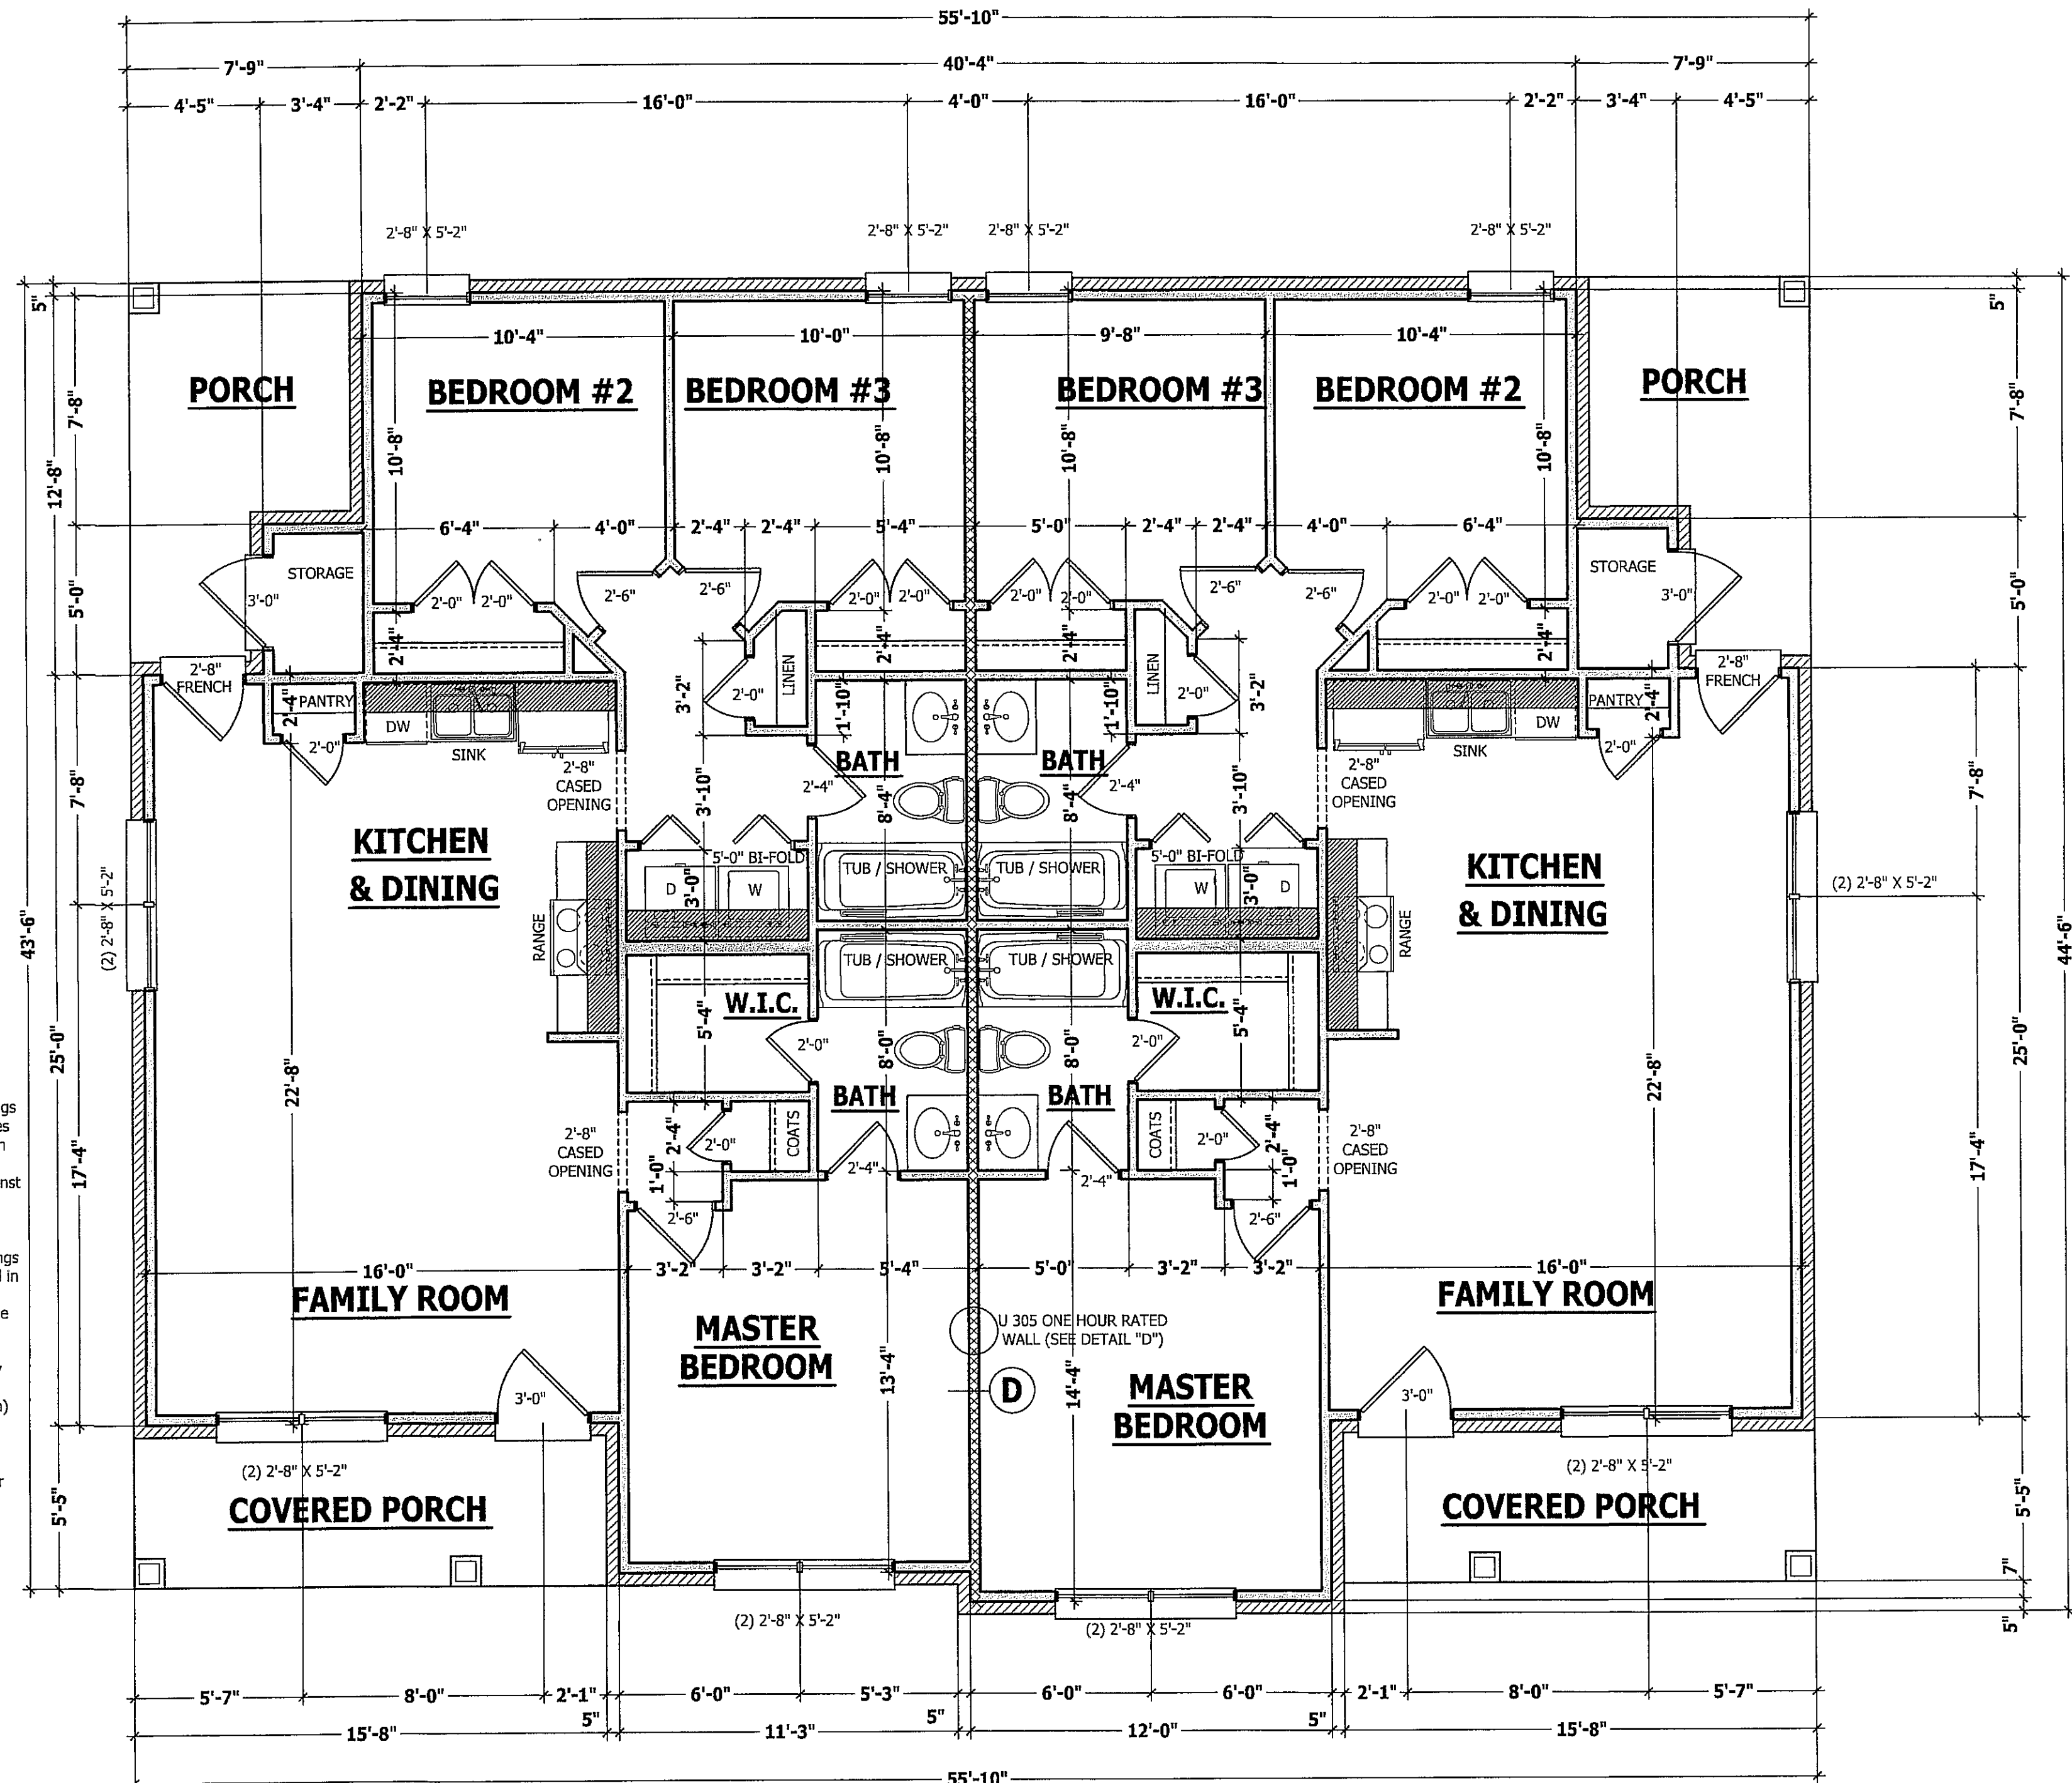 55'-10"
7'-9" 40'-4" 7'-9"
4'-5" 3'-4" 2'-2" 16'-0" 4'-0" 16'-0" 2'-2" 3'-4" 4'-5"
2'-8" X 5'-2" 2'-8" X 5'-2" 2'-8" X 5'-2" 2'-8" X 5'-2"
5" 5"
10'-4" 10'-0" 9'-8" 10'-4"
PORCH BEDROOM #2 BEDROOM #3 BEDROOM #3 BEDROOM #2 PORCH
7'-8" 7'-8"
12'-8" 10'-8" 10'-8" 10'-8" 10'-8"
6'-4" 4'-0" 2'-4" 2'-4" 5'-4" 5'-0" 2'-4" 2'-4" 4'-0" 6'-4"
STORAGE STORAGE
5'-0" 3'-0" 2'-0" 2'-0" 2'-6" 2'-6" 2'-0" 2'-0" 2'-0" 2'-0" 2'-6" 2'-6" 2'-0" 2'-0" 3'-0" 5'-0"
2'-4" 2'-4" 2'-4" 2'-4"
2'-8" 2'-8"
FRENCH FRENCH
PANTRY 2'-4" 3'-2" 2'-0" LINEN 1'-10" 1'-10" LINEN 2'-0" 3'-2" PANTRY 2'-4"
DW DW
2'-0" SINK SINK 2'-0"
2'-8" BATH BATH 2'-8"
CASED 2'-4" 2'-4" CASED
OPENING OPENING
7'-8" 3'-10" 8'-4" 8'-4" 3'-10" 7'-8"
KITCHEN KITCHEN
& DINING & DINING
5'-0" BI-FOLD 5'-0" BI-FOLD
TUB / SHOWER TUB / SHOWER
D W 3'-0" W D 3'-0"
(2) 2'-8" X 5'-2" (2) 2'-8" X 5'-2"
RANGE RANGE
43'-6" 44'-6"
TUB / SHOWER TUB / SHOWER
W.I.C. W.I.C.
5'-4" 5'-4"
2'-0" 2'-0"
25'-0" 8'-0" 8'-0" 25'-0"
22'-8" 22'-8"
BATH BATH
gs
es
n
2'-8" 2'-8"
CASED 2'-4" 2'-0" COATS COATS 2'-0" 2'-4" CASED
OPENING OPENING
17'-4" 1'-0" 2'-4" 2'-4" 1'-0" 17'-4"
nst
2'-6" 2'-6"
ngs
l in
16'-0" 3'-2" 3'-2" 5'-4" 5'-0" 3'-2" 3'-2" 16'-0"
FAMILY ROOM FAMILY ROOM
e
U 305 ONE HOUR RATED
WALL (SEE DETAIL "D")
MASTER
BEDROOM
13'-4" 14'-4"
D
MASTER
BEDROOM
3'-0" 3'-0"
(2) 2'-8" X 5'-2" (2) 2'-8" X 5'-2"
r
5'-5" 5'-5"
COVERED PORCH COVERED PORCH
7"
(2) 2'-8" X 5'-2" (2) 2'-8" X 5'-2"
5"
5'-7" 8'-0" 2'-1" 6'-0" 5'-3" 6'-0" 6'-0" 2'-1" 8'-0" 5'-7"
15'-8" 5" 11'-3" 5" 12'-0" 5" 15'-8"
55'-10"